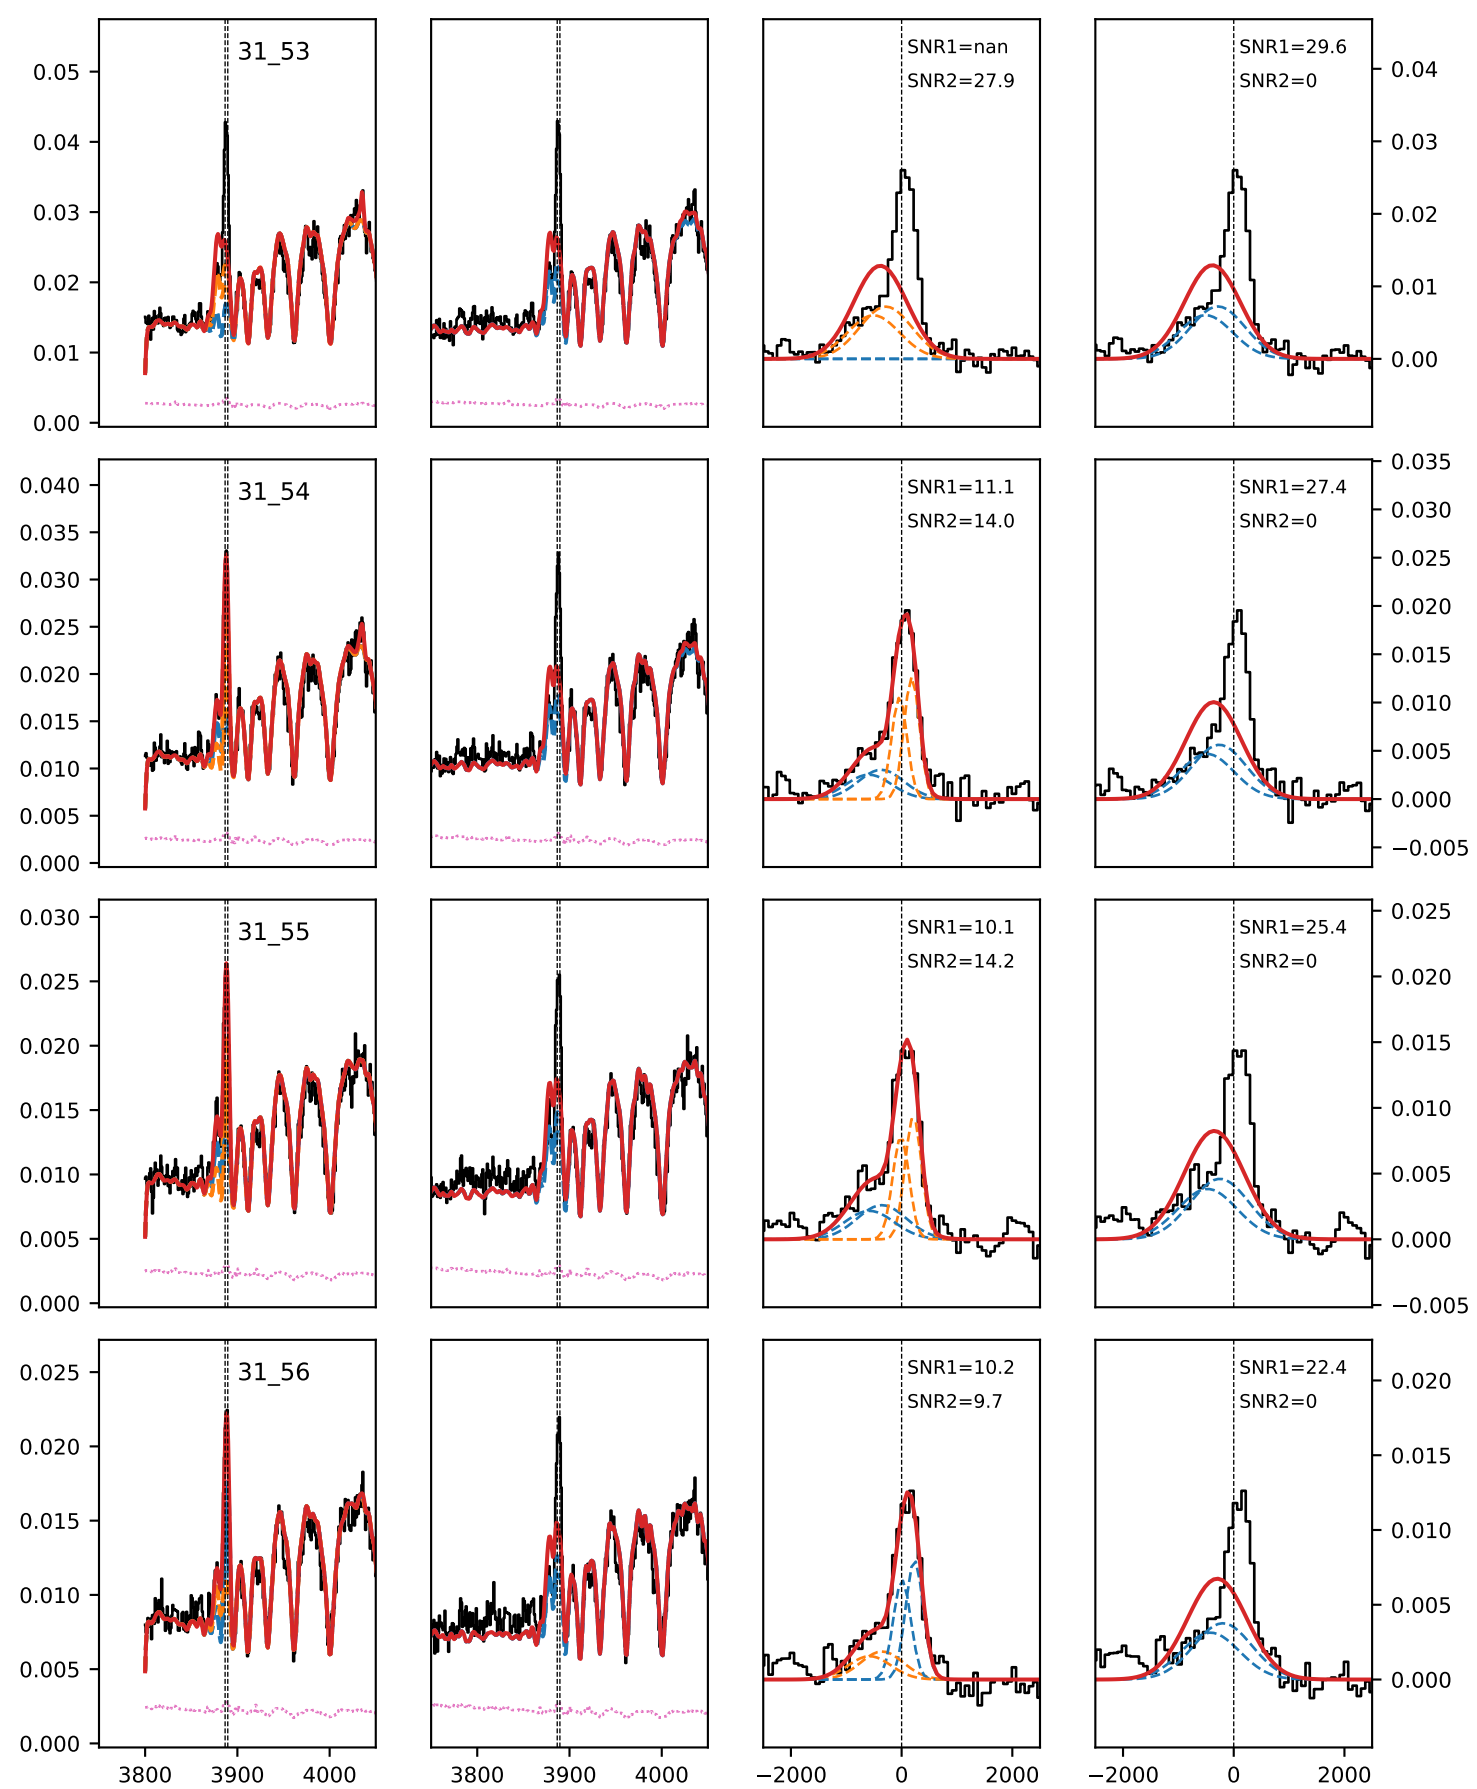 31_53
SNR1=nan
SNR2=27.9
SNR1=29.6
SNR2=0
0.05
0.04
0.03
0.02
0.01
0.00
0.04
0.03
0.02
0.01
0.00
31_54
SNR1=11.1
SNR2=14.0
SNR1=27.4
SNR2=0
0.040
0.035
0.030
0.025
0.020
0.015
0.010
0.005
0.000
0.035
0.030
0.025
0.020
0.015
0.010
0.005
0.000
−0.005
31_55
SNR1=10.1
SNR2=14.2
SNR1=25.4
SNR2=0
0.030
0.025
0.020
0.015
0.010
0.005
0.000
0.025
0.020
0.015
0.010
0.005
0.000
−0.005
31_56
SNR1=10.2
SNR2=9.7
SNR1=22.4
SNR2=0
0.025
0.020
0.015
0.010
0.005
0.000
0.020
0.015
0.010
0.005
0.000
3800 3900 4000
3800 3900 4000
−2000 0 2000
−2000 0 2000